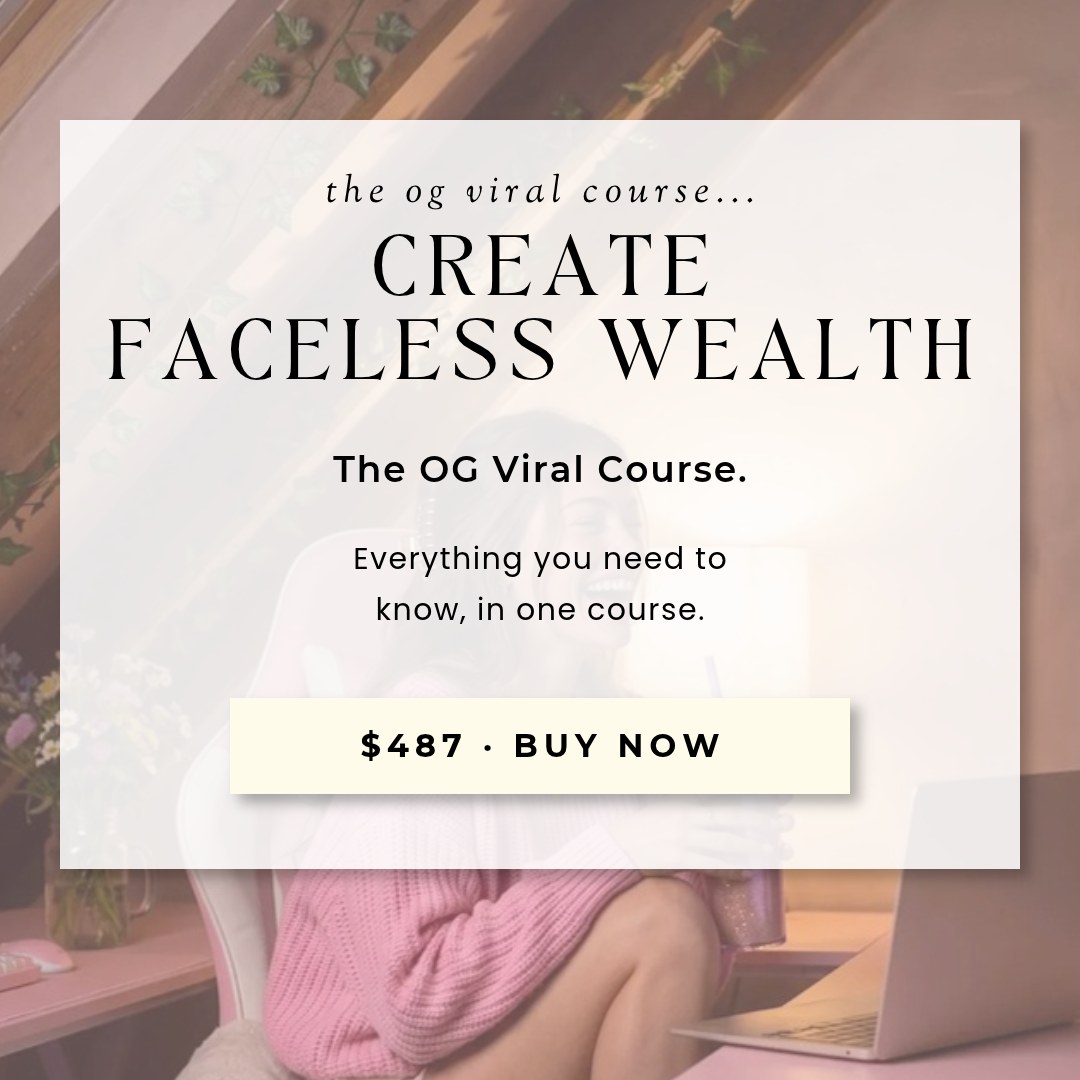 the og viral course...
CREATE
FACELESS WEALTH
The OG Viral Course.
Everything you need to
know, in one course.
$487 · BUY NOW